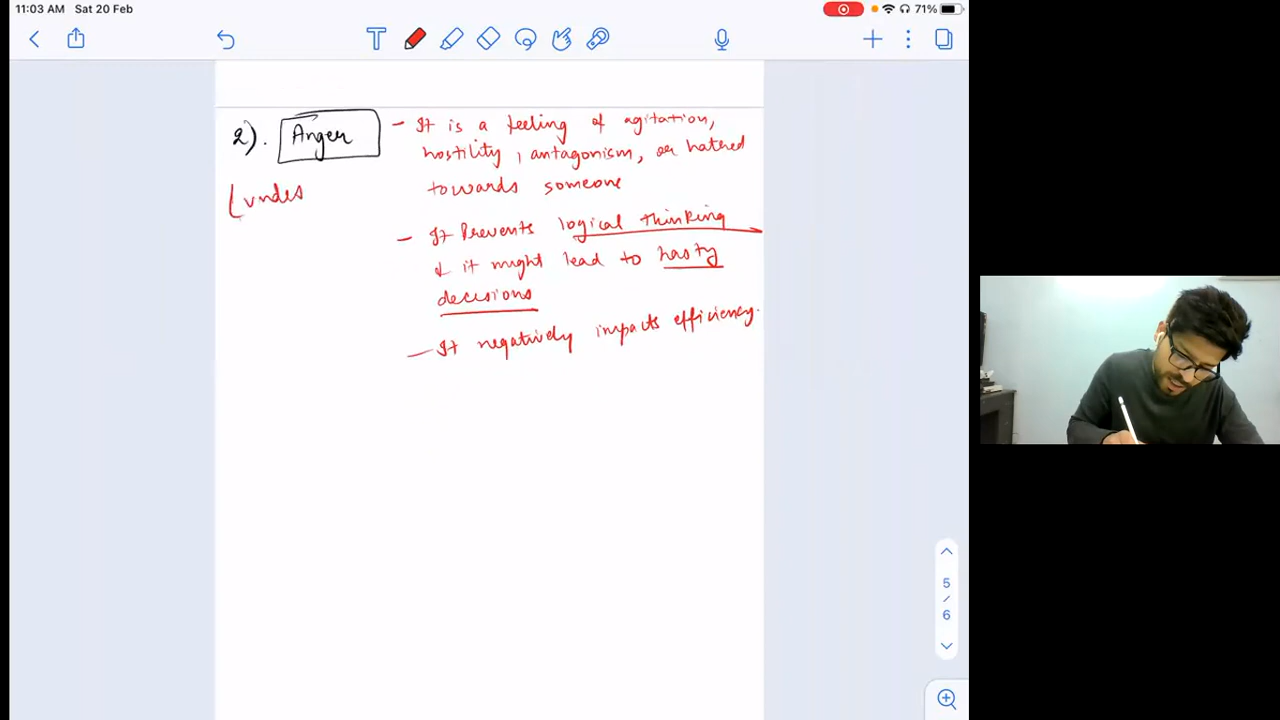 11:03 AM Sat 20 Feb
71%
2). Anger
- It is a feeling of agitation,
hostility, antagonism, or hatred
towards someone
(undes
- It Prevents logical thinking
& it might lead to hasty
decisions
- It negatively impacts efficiency.
5
/
6